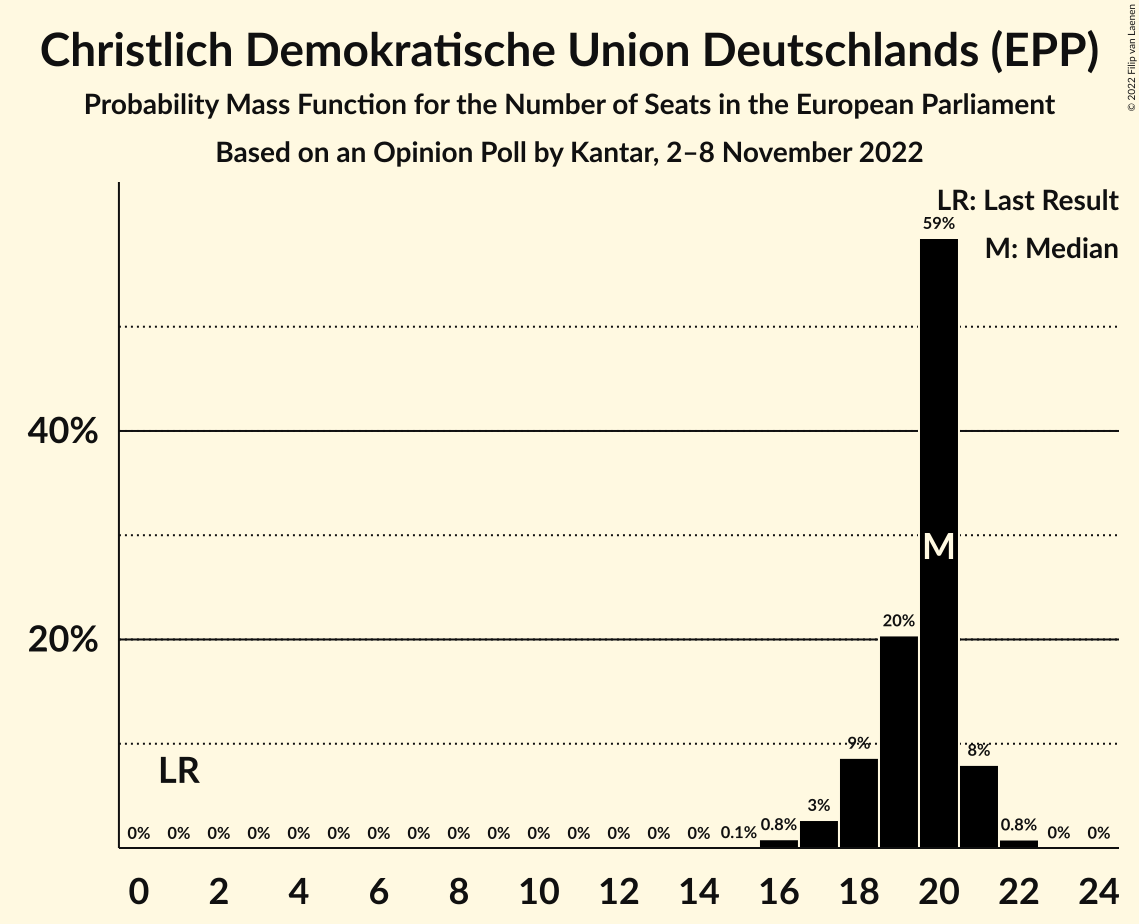 Christlich Demokratische Union Deutschlands (EPP)
Probability Mass Function for the Number of Seats in the European Parliament
Based on an Opinion Poll by Kantar, 2–8 November 2022
© 2022 Filip van Laenen
LR: Last Result
M: Median
59%
40%
M
20%
20%
9%
8%
LR
3%
0% 0% 0% 0% 0% 0% 0% 0% 0% 0% 0% 0% 0% 0% 0% 0.1% 0.8% 0.8% 0% 0%
0 2 4 6 8 10 12 14 16 18 20 22 24